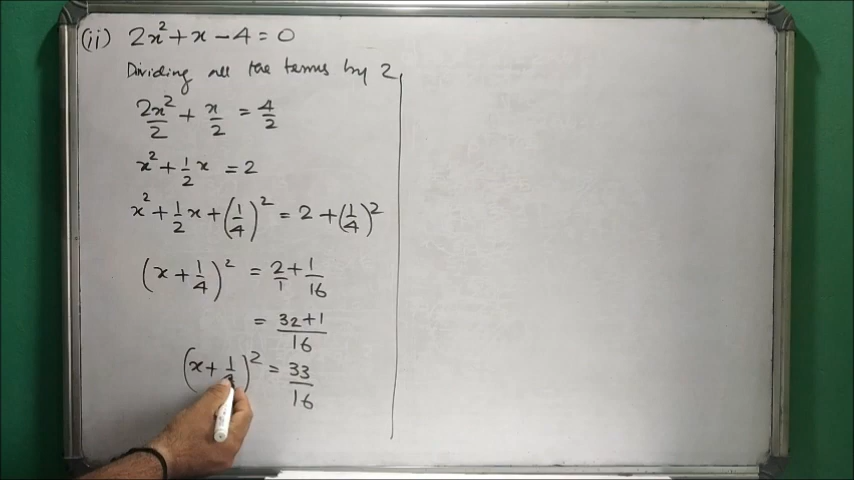 (ii) 2x² + x - 4 = 0
Dividing all the terms by 2,
2x²/2 + x/2 = 4/2
x² + 1/2 x = 2
x² + 1/2 x + (1/4)² = 2 + (1/4)²
(x + 1/4)² = 2/1 + 1/16
= 32+1/16
(x + 1/)² = 33/16